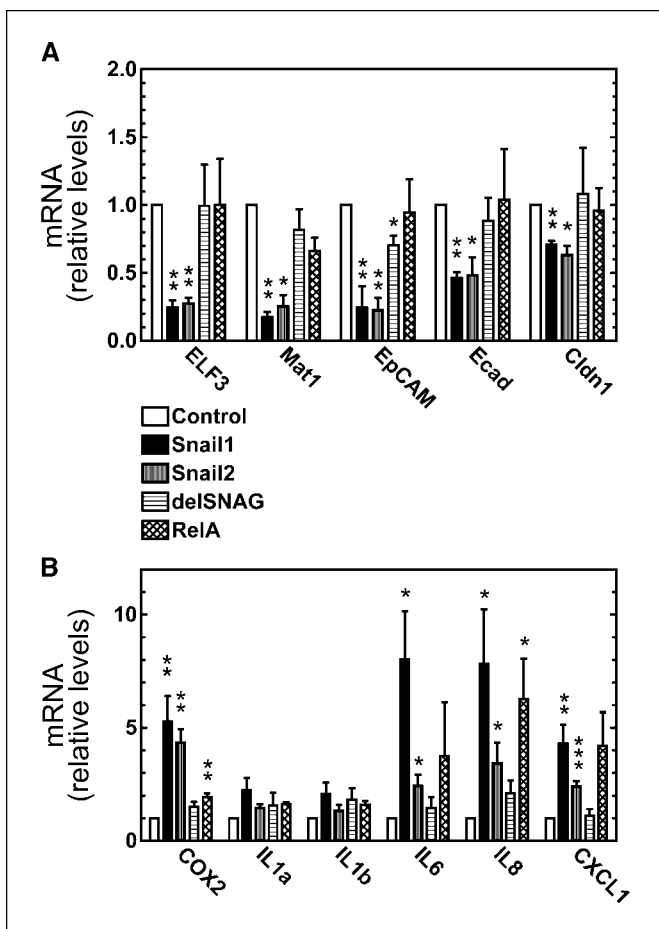 A
mRNA
(relative levels)
2.0
1.5
1.0
0.5
0.0
** ** ** * ** ** * ** * ** *
ELF3 Mat1 EpCAM Ecad Cldn1
Control
Snail1
Snail2
delSNAG
RelA
B
mRNA
(relative levels)
10
5
0
** ** ** * * * * * ** ***
COX2 IL1a IL1b IL6 IL8 CXCL1